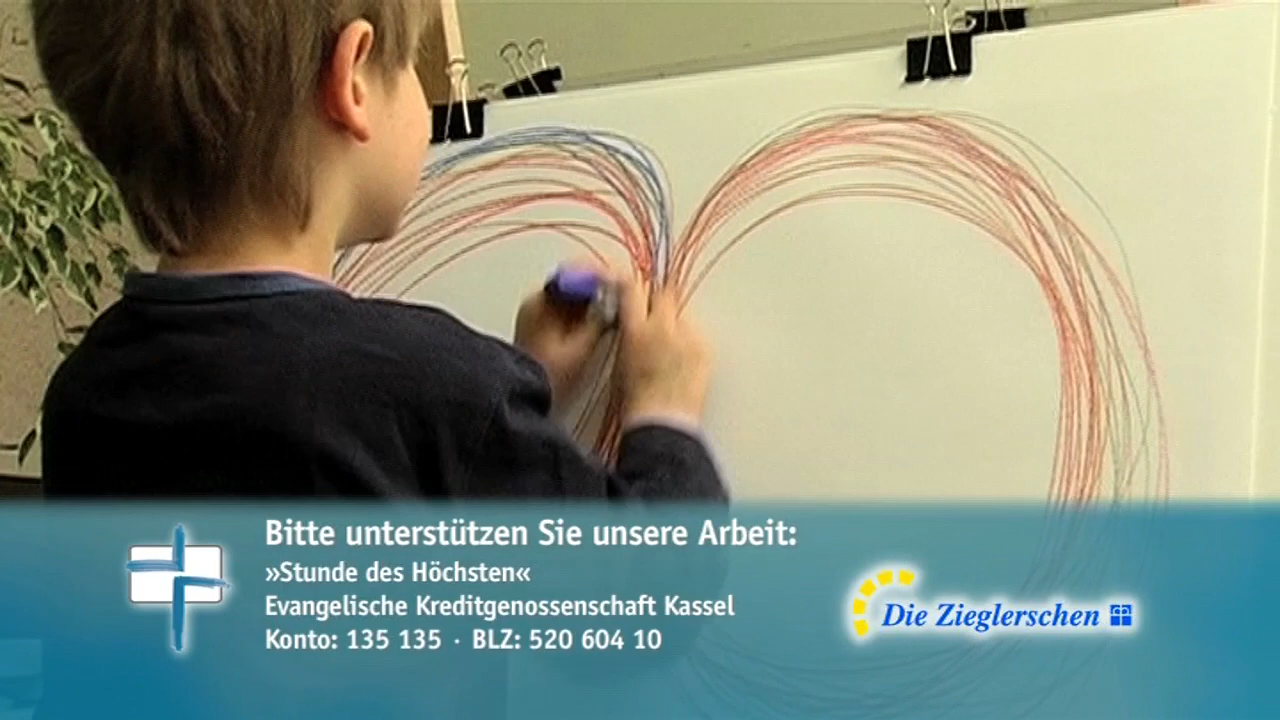 Bitte unterstützen Sie unsere Arbeit:
»Stunde des Höchsten«
Evangelische Kreditgenossenschaft Kassel
Konto: 135 135 · BLZ: 520 604 10
Die Zieglerschen